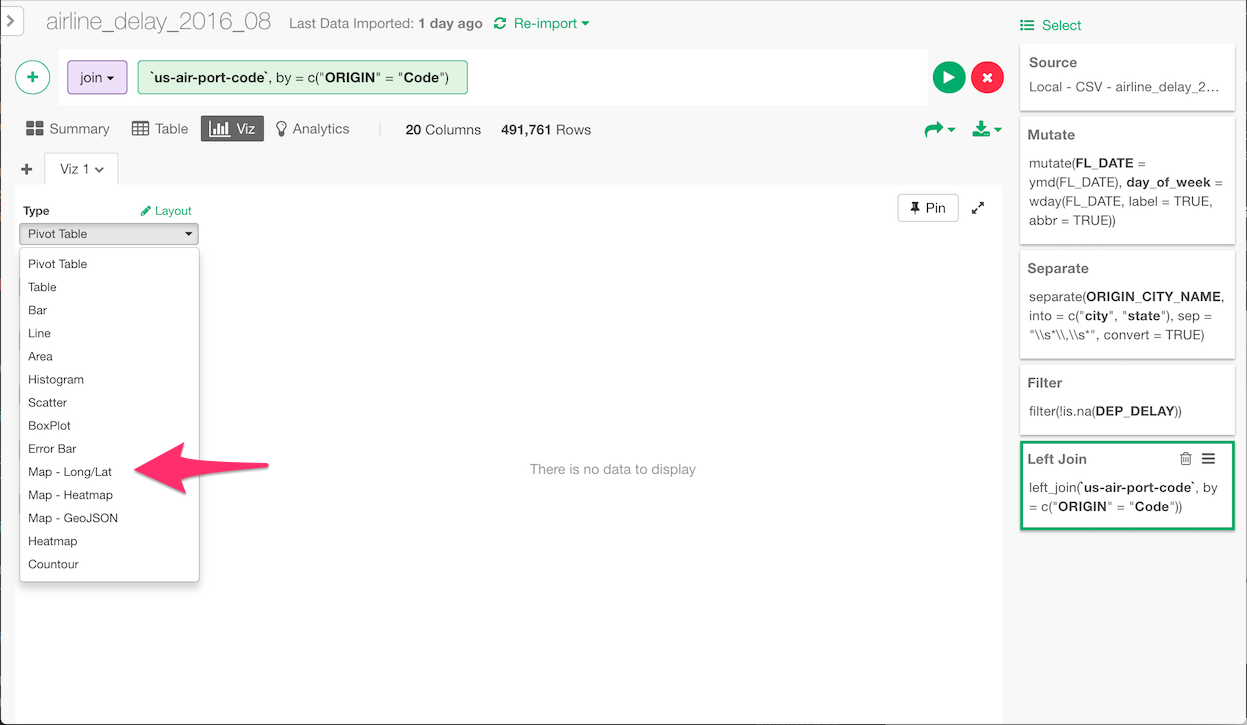 airline_delay_2016_08
Last Data Imported: 1 day ago
Re-import
join
`us-air-port-code`, by = c("ORIGIN" = "Code")
Summary
Table
Viz
Analytics
20 Columns
491,761 Rows
Viz 1
Type
Layout
Pivot Table
Pivot Table
Table
Bar
Line
Area
Histogram
Scatter
BoxPlot
Error Bar
Map - Long/Lat
Map - Heatmap
Map - GeoJSON
Heatmap
Countour
Pin
There is no data to display
Select
Source
Local - CSV - airline_delay_2...
Mutate
mutate(FL_DATE =
ymd(FL_DATE), day_of_week =
wday(FL_DATE, label = TRUE,
abbr = TRUE))
Separate
separate(ORIGIN_CITY_NAME,
into = c("city", "state"), sep =
"\\s*\\,\\s*", convert = TRUE)
Filter
filter(!is.na(DEP_DELAY))
Left Join
left_join(`us-air-port-code`, by
= c("ORIGIN" = "Code"))